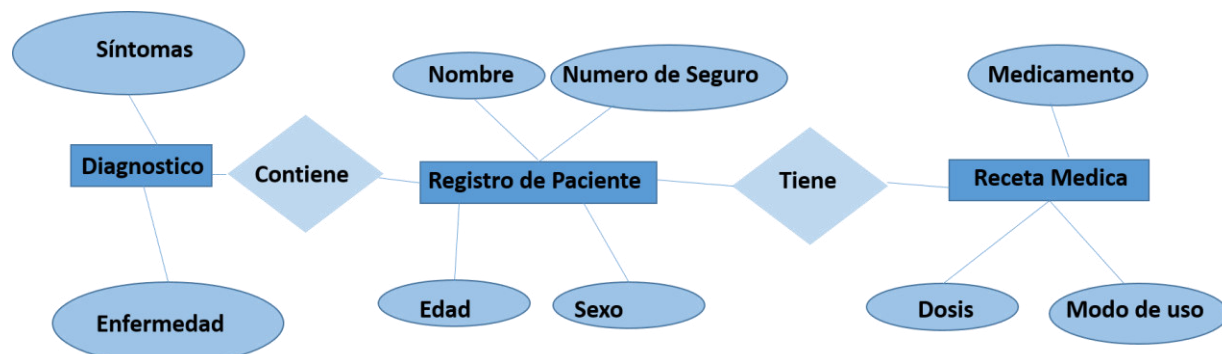 Síntomas
Nombre
Numero de Seguro
Medicamento
Diagnostico
Contiene
Registro de Paciente
Tiene
Receta Medica
Enfermedad
Edad
Sexo
Dosis
Modo de uso